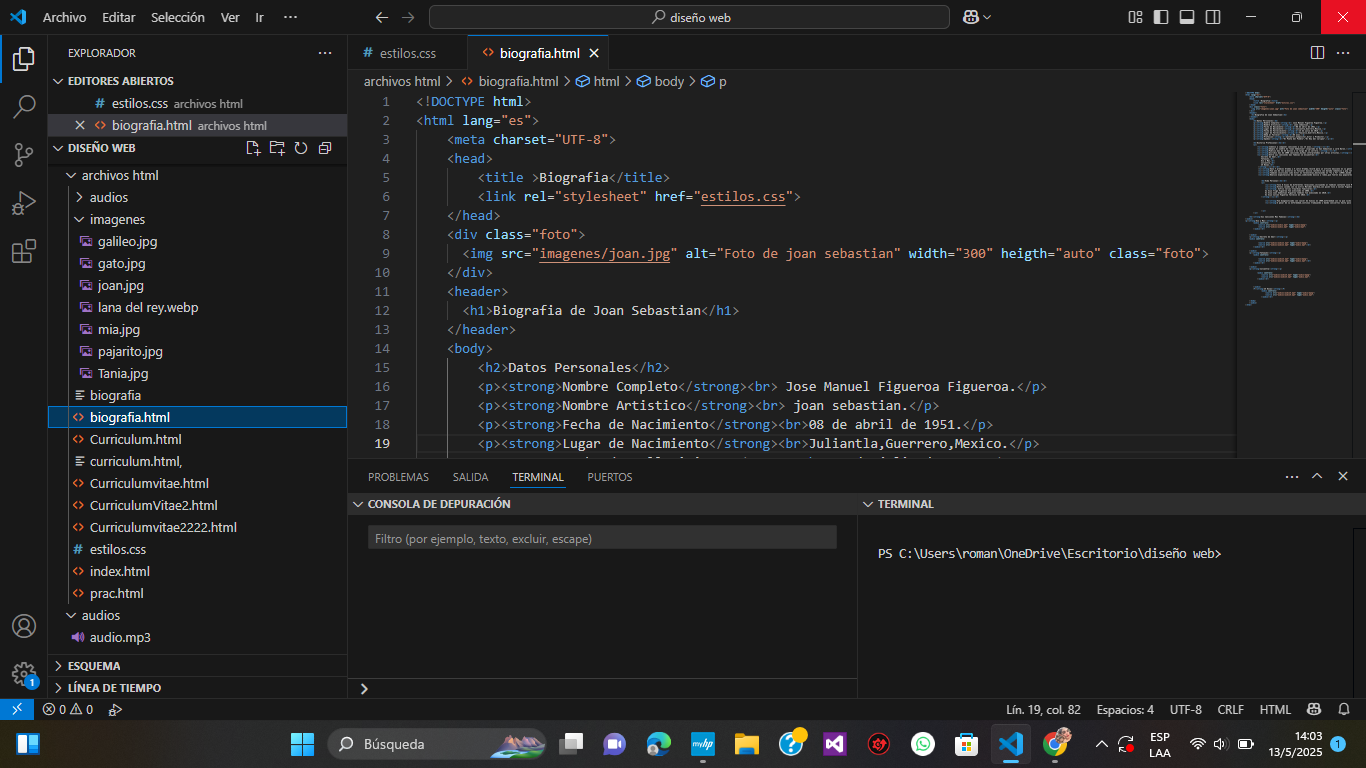 Archivo Editar Selección Ver Ir ···
diseño web
EXPLORADOR
EDITORES ABIERTOS
# estilos.css archivos html
biografia.html archivos html
DISEÑO WEB
archivos html
audios
imagenes
galileo.jpg
gato.jpg
joan.jpg
lana del rey.webp
mia.jpg
pajarito.jpg
Tania.jpg
biografia
biografia.html
Curriculum.html
curriculum.html,
Curriculumvitae.html
CurriculumVitae2.html
Curriculumvitae2222.html
# estilos.css
index.html
prac.html
audios
audio.mp3
ESQUEMA
LÍNEA DE TIEMPO
# estilos.css
<> biografia.html
archivos html > <> biografia.html > html > body > p
1 <!DOCTYPE html>
2 <html lang="es">
3 <meta charset="UTF-8">
4 <head>
5 <title >Biografia</title>
6 <link rel="stylesheet" href="estilos.css">
7 </head>
8 <div class="foto">
9 <img src="imagenes/joan.jpg" alt="Foto de joan sebastian" width="300" heigth="auto" class="foto">
10 </div>
11 <header>
12 <h1>Biografia de Joan Sebastian</h1>
13 </header>
14 <body>
15 <h2>Datos Personales</h2>
16 <p><strong>Nombre Completo</strong><br> Jose Manuel Figueroa Figueroa.</p>
17 <p><strong>Nombre Artistico</strong><br> joan sebastian.</p>
18 <p><strong>Fecha de Nacimiento</strong><br>08 de abril de 1951.</p>
19 <p><strong>Lugar de Nacimiento</strong><br>Juliantla,Guerrero,Mexico.</p>
PROBLEMAS SALIDA TERMINAL PUERTOS
CONSOLA DE DEPURACIÓN
Filtro (por ejemplo, texto, excluir, escape)
TERMINAL
PS C:\Users\roman\OneDrive\Escritorio\diseño web>
0 0
Lín. 19, col. 82 Espacios: 4 UTF-8 CRLF HTML
1
Búsqueda
myhp
ESP
LAA
14:03
13/5/2025
1